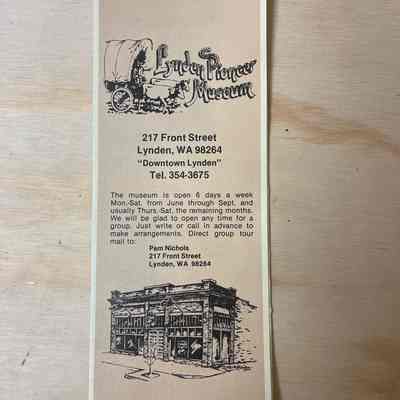 Lynden Pioneer
Museum
217 Front Street
Lynden, WA 98264
"Downtown Lynden"
Tel. 354-3675
The museum is open 6 days a week
Mon.-Sat. from June through Sept. and
usually Thurs.-Sat. the remaining months.
We will be glad to open any time for a
group. Just write or call in advance to
make arrangements. Direct group tour
mail to:
Pam Nichols
217 Front Street
Lynden, WA 98264